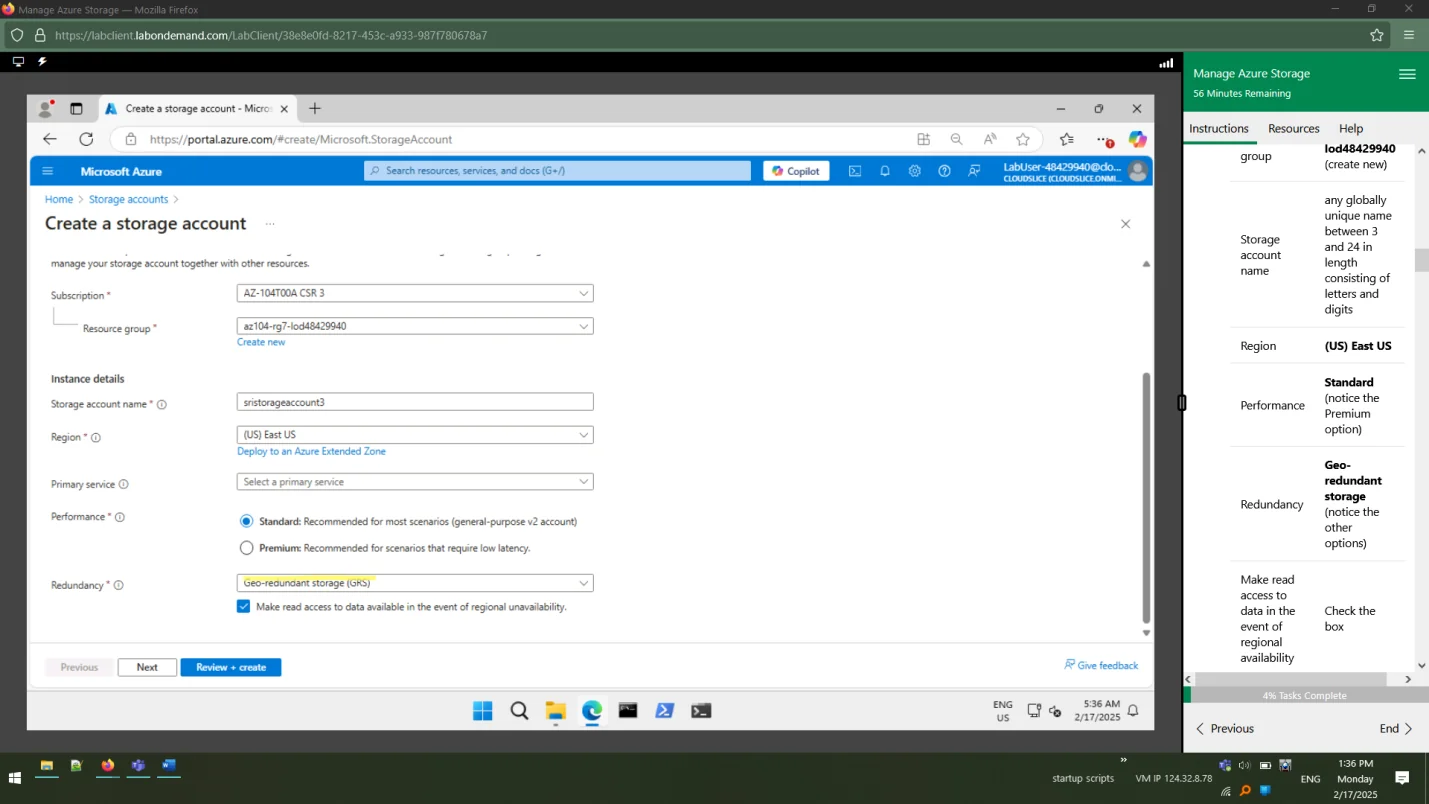 Manage Azure Storage — Mozilla Firefox
https://labclient.labondemand.com/LabClient/38e8e0fd-8217-453c-a933-987f780678a7
Create a storage account - Micros
https://portal.azure.com/#create/Microsoft.StorageAccount
Microsoft Azure
Search resources, services, and docs (G+/)
Copilot
LabUser-48429940@clo...
CLOUDSLICE (CLOUDSLICE.ONMI...
Home > Storage accounts >
Create a storage account
...
manage your storage account together with other resources.
Subscription *
AZ-104T00A CSR 3
Resource group *
az104-rg7-lod48429940
Create new
Instance details
Storage account name *
sristorageaccount3
Region *
(US) East US
Deploy to an Azure Extended Zone
Primary service
Select a primary service
Performance *
Standard: Recommended for most scenarios (general-purpose v2 account)
Premium: Recommended for scenarios that require low latency.
Redundancy *
Geo-redundant storage (GRS)
Make read access to data available in the event of regional unavailability.
Previous
Next
Review + create
Give feedback
ENG
US
5:36 AM
2/17/2025
Manage Azure Storage
56 Minutes Remaining
Instructions Resources Help
group
lod48429940
(create new)
Storage
account
name
any globally
unique name
between 3
and 24 in
length
consisting of
letters and
digits
Region
(US) East US
Performance
Standard
(notice the
Premium
option)
Redundancy
Geo-
redundant
storage
(notice the
other
options)
Make read
access to
data in the
event of
regional
availability
Check the
box
4% Tasks Complete
Previous
End
startup scripts
VM IP 124.32.8.78
ENG
1:36 PM
Monday
2/17/2025